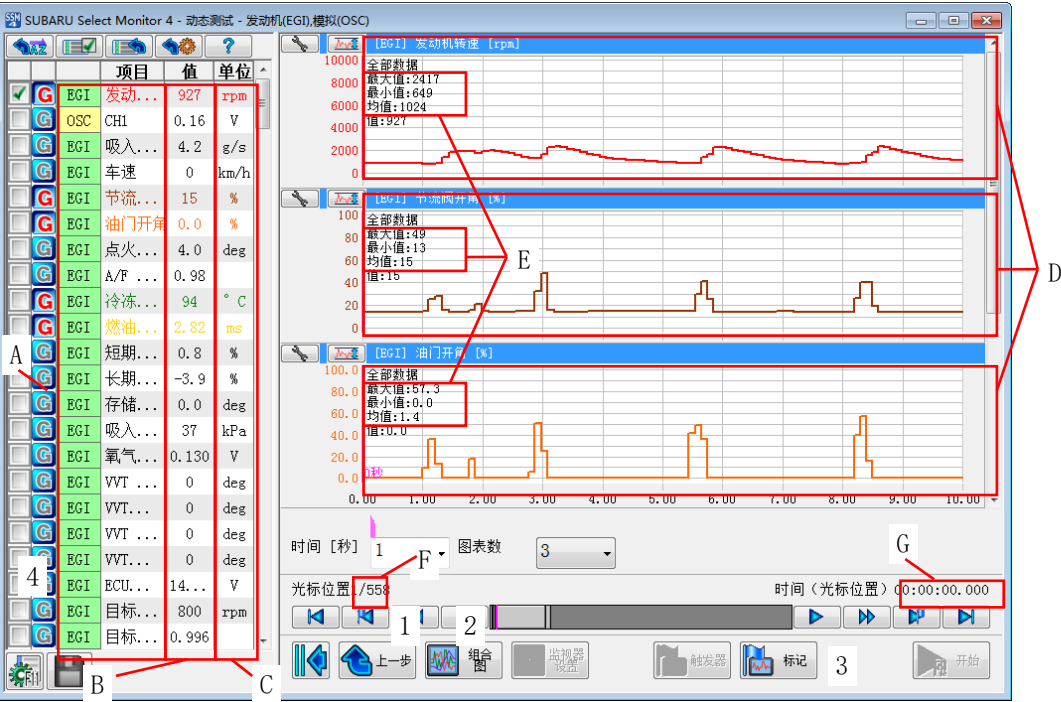 SUBARU Select Monitor 4 - 动态测试 - 发动机(EGI),模拟(OSC)
项目 值 单位
G EGI 发动... 927 rpm
G OSC CH1 0.16 V
G EGI 吸入... 4.2 g/s
G EGI 车速 0 km/h
G EGI 节流... 15 %
G EGI 油门开角 0.0 %
G EGI 点火... 4.0 deg
G EGI A/F ... 0.98
G EGI 冷冻... 94 °C
G EGI 燃油... 2.82 ms
G EGI 短期... 0.8 %
G EGI 长期... -3.9 %
G EGI 存储... 0.0 deg
G EGI 吸入... 37 kPa
G EGI 氧气... 0.130 V
G EGI VVT ... 0 deg
G EGI VVT... 0 deg
G EGI VVT ... 0 deg
G EGI VVT... 0 deg
G EGI ECU... 14... V
G EGI 目标... 800 rpm
G EGI 目标... 0.996
A
4
B
C
[EGI] 发动机转速 [rpm]
10000
8000
6000
4000
2000
0
全部数据
最大值:2417
最小值:649
均值:1024
值:927
[EGI] 节流阀开角 [%]
100
80
60
40
20
0
全部数据
最大值:49
最小值:13
均值:15
值:15
E
D
[EGI] 油门开角 [%]
100.0
80.0
60.0
40.0
20.0
0.0
全部数据
最大值:57.3
最小值:0.0
均值:1.4
值:0.0
0秒
0.00 1.00 2.00 3.00 4.00 5.00 6.00 7.00 8.00 9.00 10.00
时间 [秒] 1 F 图表数 3
G
光标位置1/558 时间（光标位置）00:00:00.000
1
2
上一步 组合图 监视器设置 触发器 标记 3 开始
F11